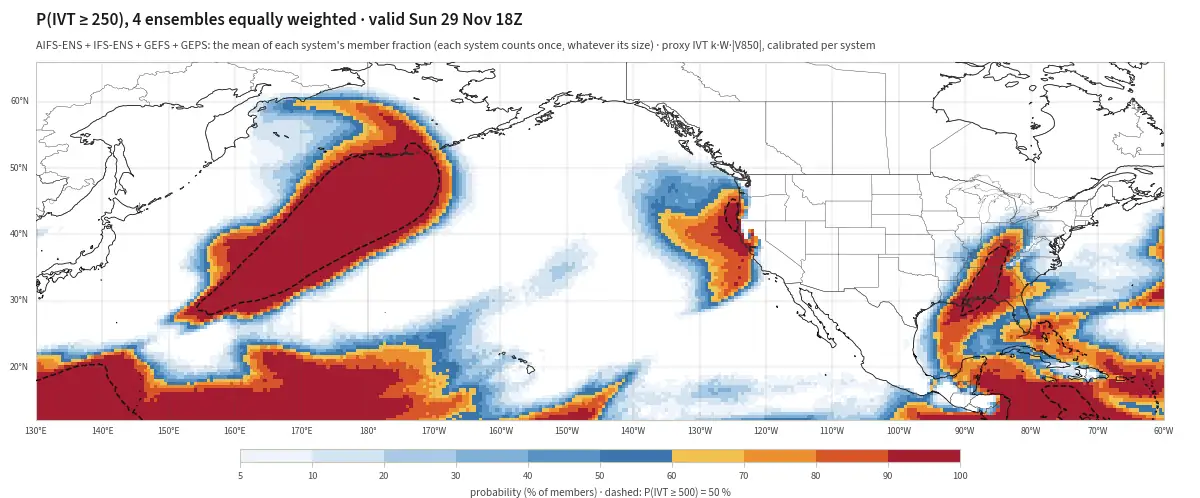 P(IVT ≥ 250), 4 ensembles equally weighted · valid Sun 29 Nov 18Z
AIFS-ENS + IFS-ENS + GEFS + GEPS: the mean of each system's member fraction (each system counts once, whatever its size) · proxy IVT k·W·|V850|, calibrated per system
60°N
50°N
40°N
30°N
20°N
130°E 140°E 150°E 160°E 170°E 180° 170°W 160°W 150°W 140°W 130°W 120°W 110°W 100°W 90°W 80°W 70°W 60°W
5 10 20 30 40 50 60 70 80 90 100
probability (% of members) · dashed: P(IVT ≥ 500) = 50 %